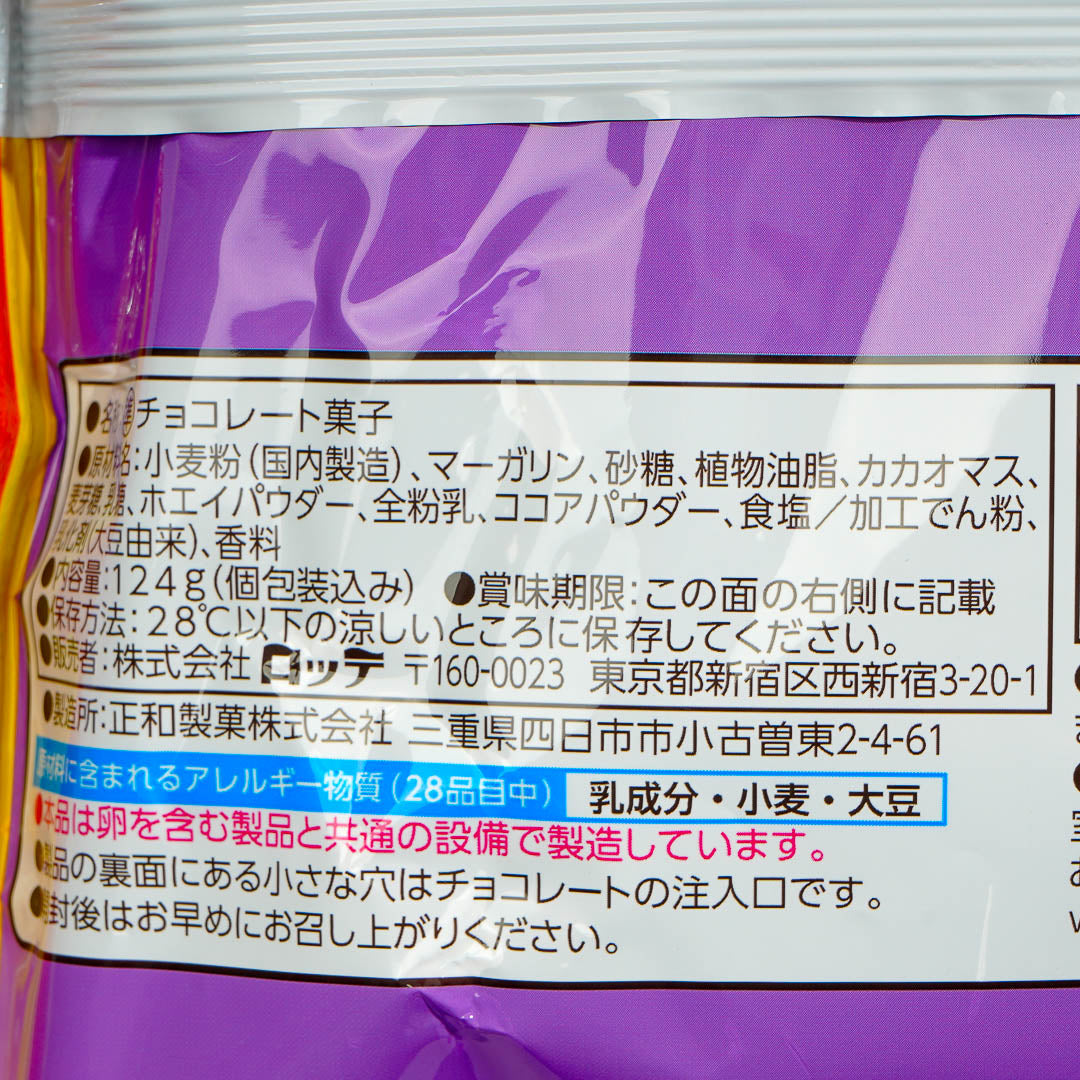 ●名称 準チョコレート菓子
●原材料名:小麦粉(国内製造)、マーガリン、砂糖、植物油脂、カカオマス、
麦芽糖、乳糖、ホエイパウダー、全粉乳、ココアパウダー、食塩/加工でん粉、
乳化剤(大豆由来)、香料
●内容量:124g(個包装込み) ●賞味期限:この面の右側に記載
●保存方法:28℃以下の涼しいところに保存してください。
●販売者:株式会社 ロッテ 〒160-0023 東京都新宿区西新宿3-20-1
●製造所:正和製菓株式会社 三重県四日市市小古曽東2-4-61
原材料に含まれるアレルギー物質(28品目中) 乳成分・小麦・大豆
●本品は卵を含む製品と共通の設備で製造しています。
●製品の裏面にある小さな穴はチョコレートの注入口です。
●開封後はお早めにお召し上がりください。